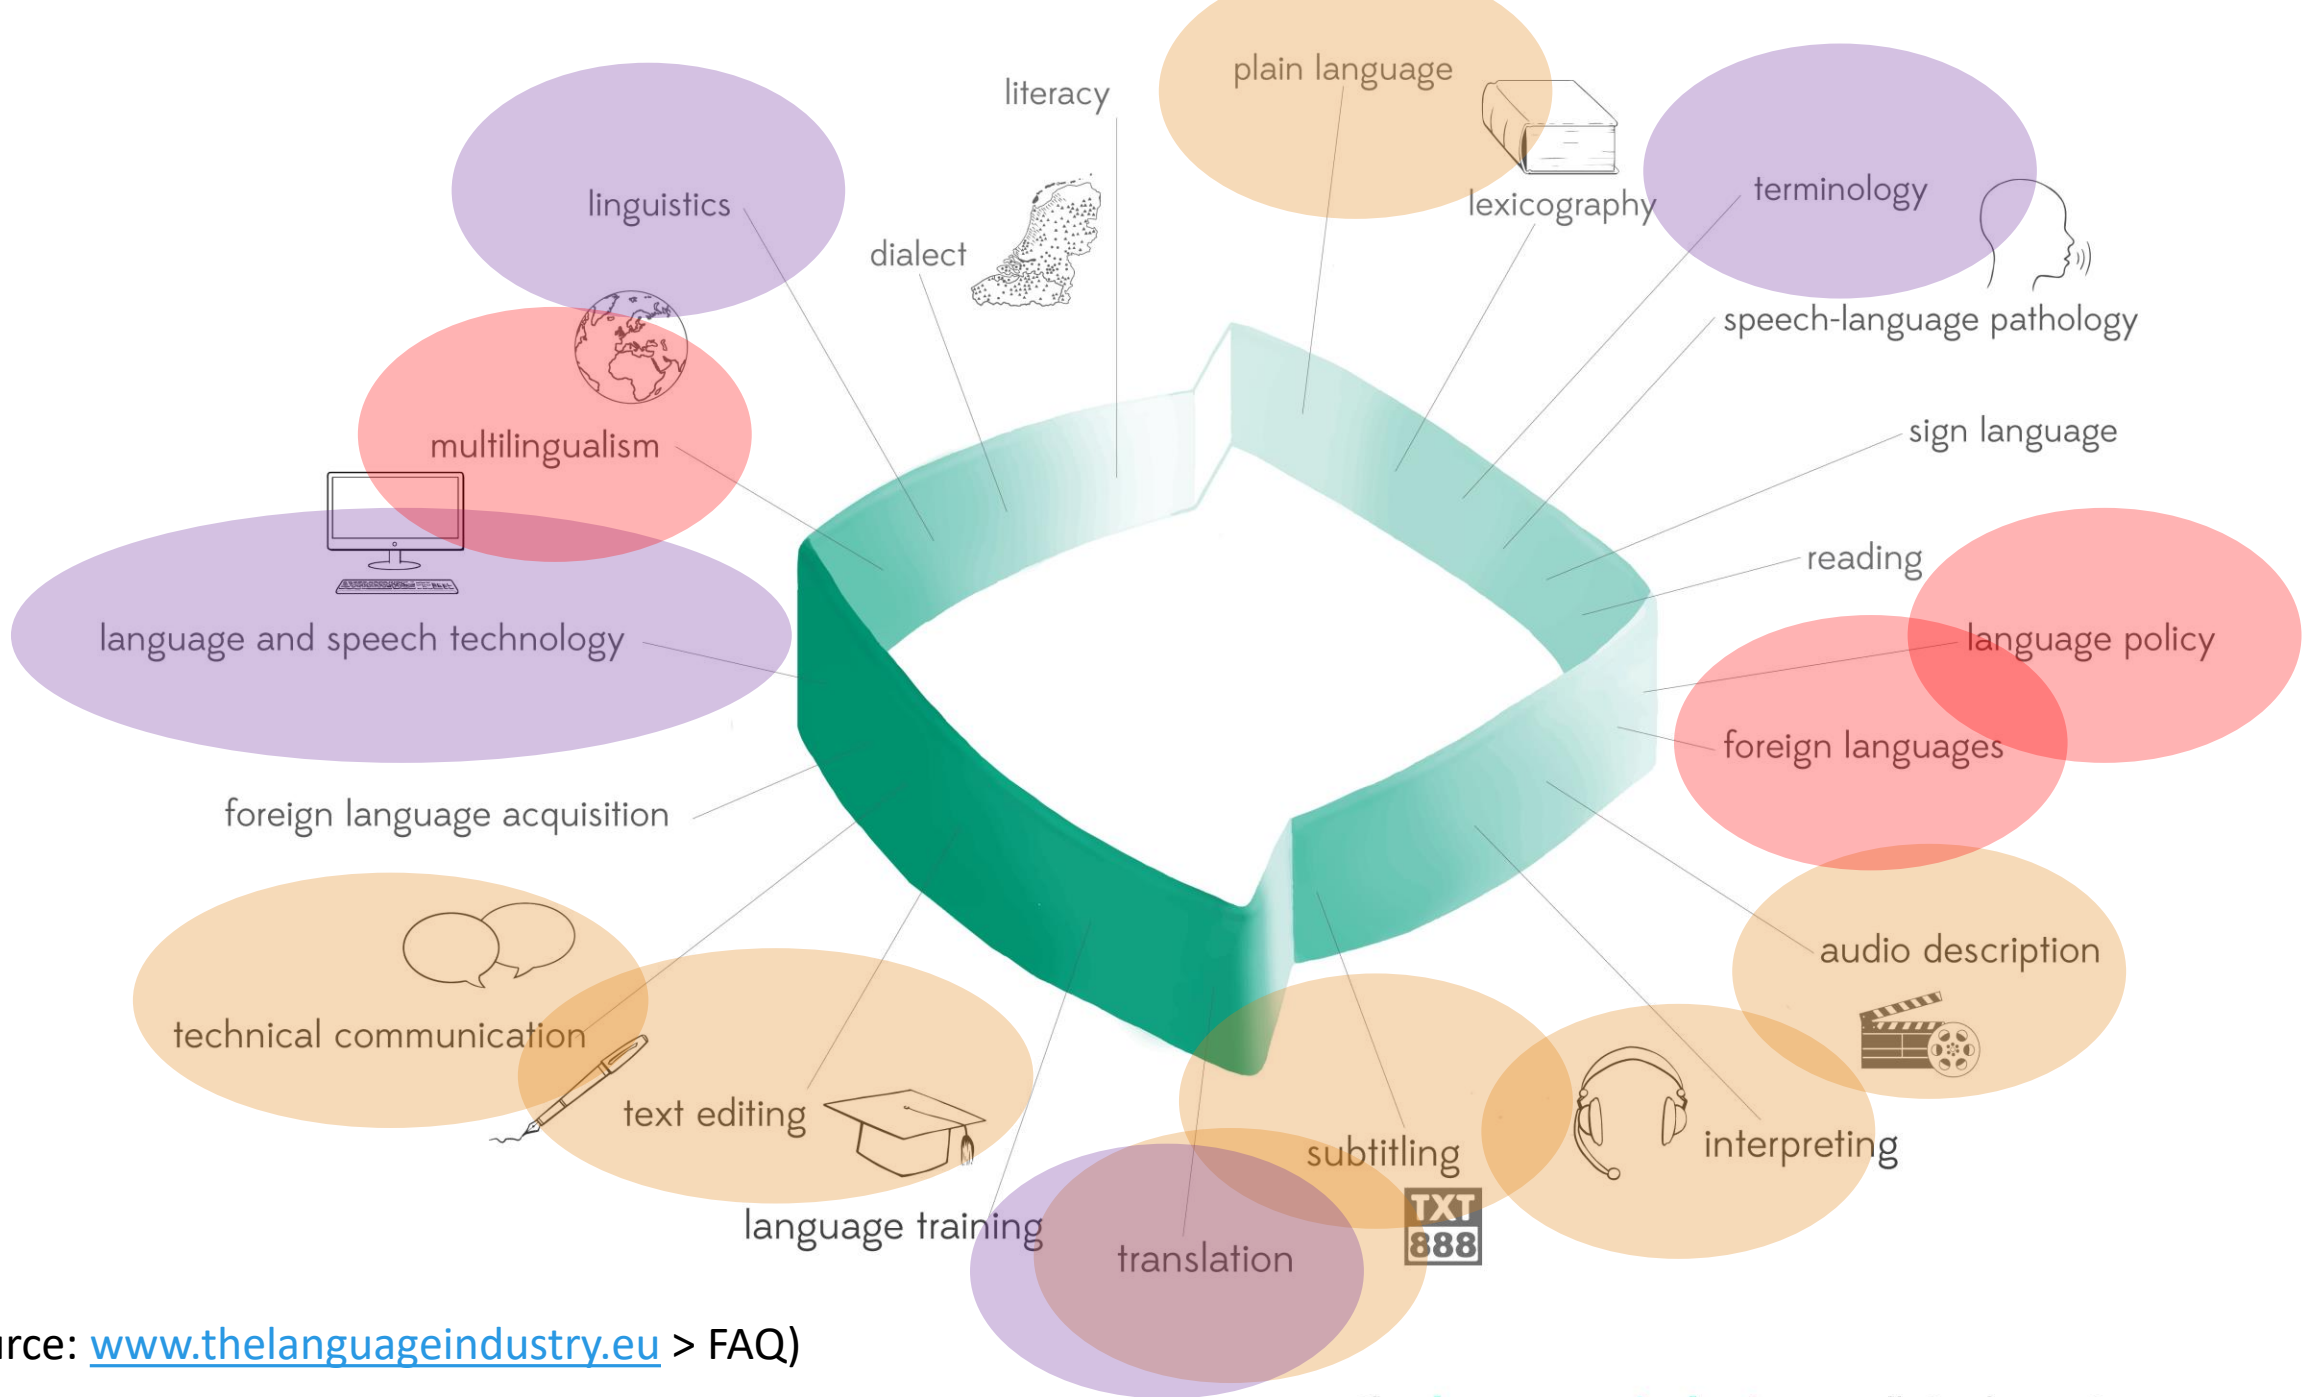 plain language
literacy
linguistics
lexicography
terminology
dialect
speech-language pathology
multilingualism
sign language
reading
language and speech technology
language policy
foreign languages
foreign language acquisition
audio description
technical communication
text editing
subtitling
interpreting
TXT
888
language training
translation
urce: www.thelanguageindustry.eu > FAQ)